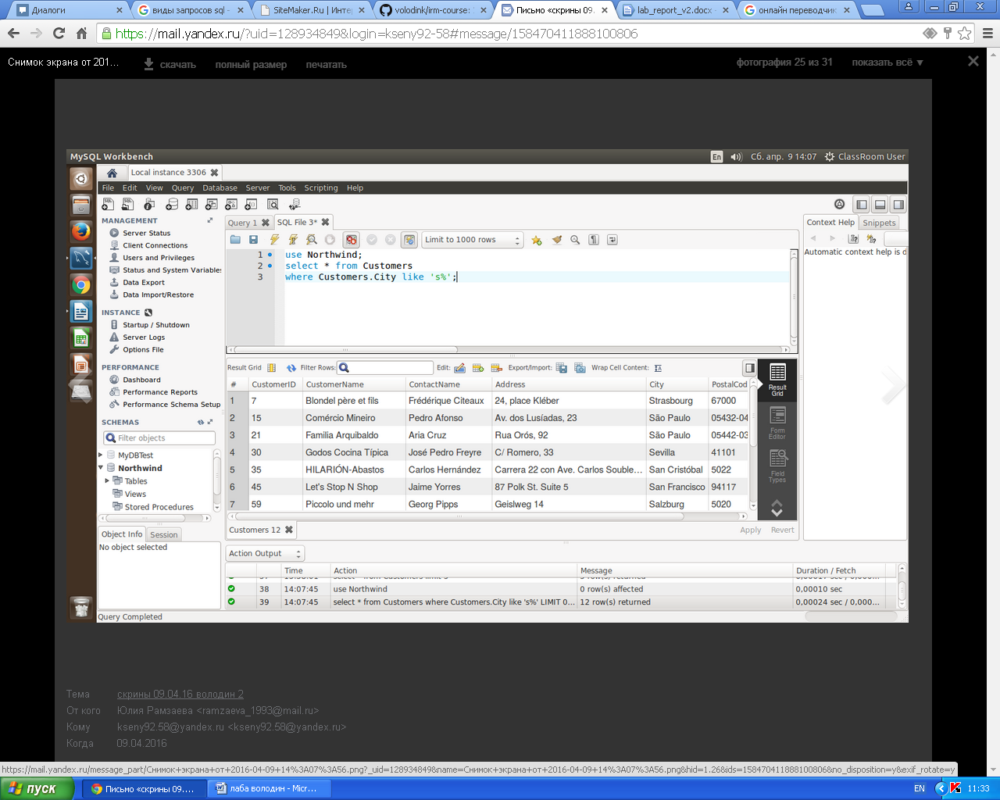 Диалоги
виды запросов sql -
SiteMaker.Ru | Инте
volodink/irm-course:
Письмо «скрины 09.
lab_report_v2.docx -
онлайн переводчик
https://mail.yandex.ru/?uid=128934849&login=kseny92-58#message/158470411888100806
Снимок экрана от 201...
скачать
полный размер
печатать
фотография 25 из 31
показать всё
MySQL Workbench
En
Сб. апр. 9 14:07
ClassRoom User
Local instance 3306
File Edit View Query Database Server Tools Scripting Help
MANAGEMENT
Server Status
Client Connections
Users and Privileges
Status and System Variables
Data Export
Data Import/Restore
INSTANCE
Startup / Shutdown
Server Logs
Options File
PERFORMANCE
Dashboard
Performance Reports
Performance Schema Setup
SCHEMAS
Filter objects
MyDBTest
Northwind
Tables
Views
Stored Procedures
Object Info Session
No object selected
Query 1
SQL File 3*
Limit to 1000 rows
1 use Northwind;
2 select * from Customers
3 where Customers.City like 's%';
Context Help Snippets
Automatic context help is d
Result Grid Filter Rows: Edit: Export/Import: Wrap Cell Content:
# CustomerID CustomerName ContactName Address City PostalCod
1 7 Blondel père et fils Frédérique Citeaux 24, place Kléber Strasbourg 67000
2 15 Comércio Mineiro Pedro Afonso Av. dos Lusíadas, 23 São Paulo 05432-04
3 21 Familia Arquibaldo Aria Cruz Rua Orós, 92 São Paulo 05442-03
4 30 Godos Cocina Típica José Pedro Freyre C/ Romero, 33 Sevilla 41101
5 35 HILARIÓN-Abastos Carlos Hernández Carrera 22 con Ave. Carlos Souble... San Cristóbal 5022
6 45 Let's Stop N Shop Jaime Yorres 87 Polk St. Suite 5 San Francisco 94117
7 59 Piccolo und mehr Georg Pipps Geislweg 14 Salzburg 5020
Result
Grid
Form
Editor
Field
Types
Customers 12
Apply Revert
Action Output
Time Action Message Duration / Fetch
38 14:07:45 use Northwind 0 row(s) affected 0,00010 sec
39 14:07:45 select * from Customers where Customers.City like 's%' LIMIT 0... 12 row(s) returned 0,00024 sec / 0,000...
Query Completed
Тема скрины 09.04.16 володин 2
От кого Юлия Рамзаева <ramzaeva_1993@mail.ru>
Кому kseny92.58@yandex.ru <kseny92.58@yandex.ru>
Когда 09.04.2016
https://mail.yandex.ru/message_part/Снимок+экрана+от+2016-04-09+14%3A07%3A56.png?_uid=128934849&name=Снимок+экрана+от+2016-04-09+14%3A07%3A56.png&hid=1.26&ids=158470411888100806&no_disposition=y&exif_rotate=y
пуск
Письмо «скрины 09....
лаба володин - Micr...
EN
11:33